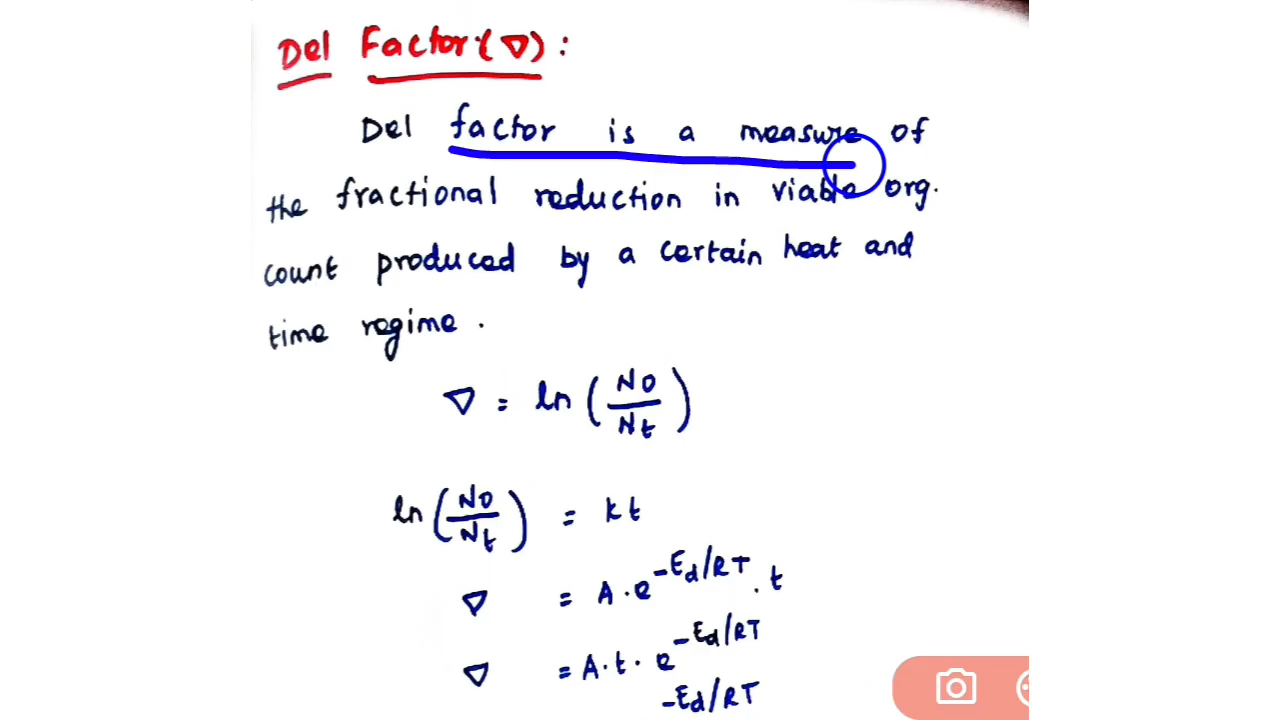 Del Factor (∇) :
Del factor is a measure of
the fractional reduction in viable org.
count produced by a certain heat and
time regime .
∇ = ln (N0/Nt)
ln (N0/Nt) = kt
∇ = A · e^-Ed/RT . t
∇ = A · t · e^-Ed/RT
-Ed/RT